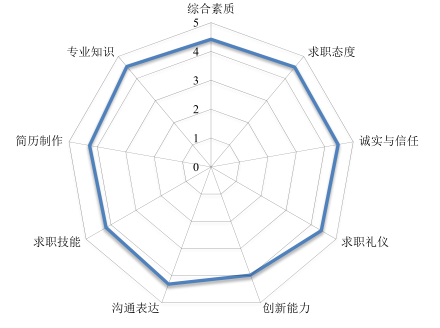 综合素质
5
专业知识
求职态度
4
3
简历制作
诚实与信任
2
1
0
求职技能
求职礼仪
沟通表达
创新能力